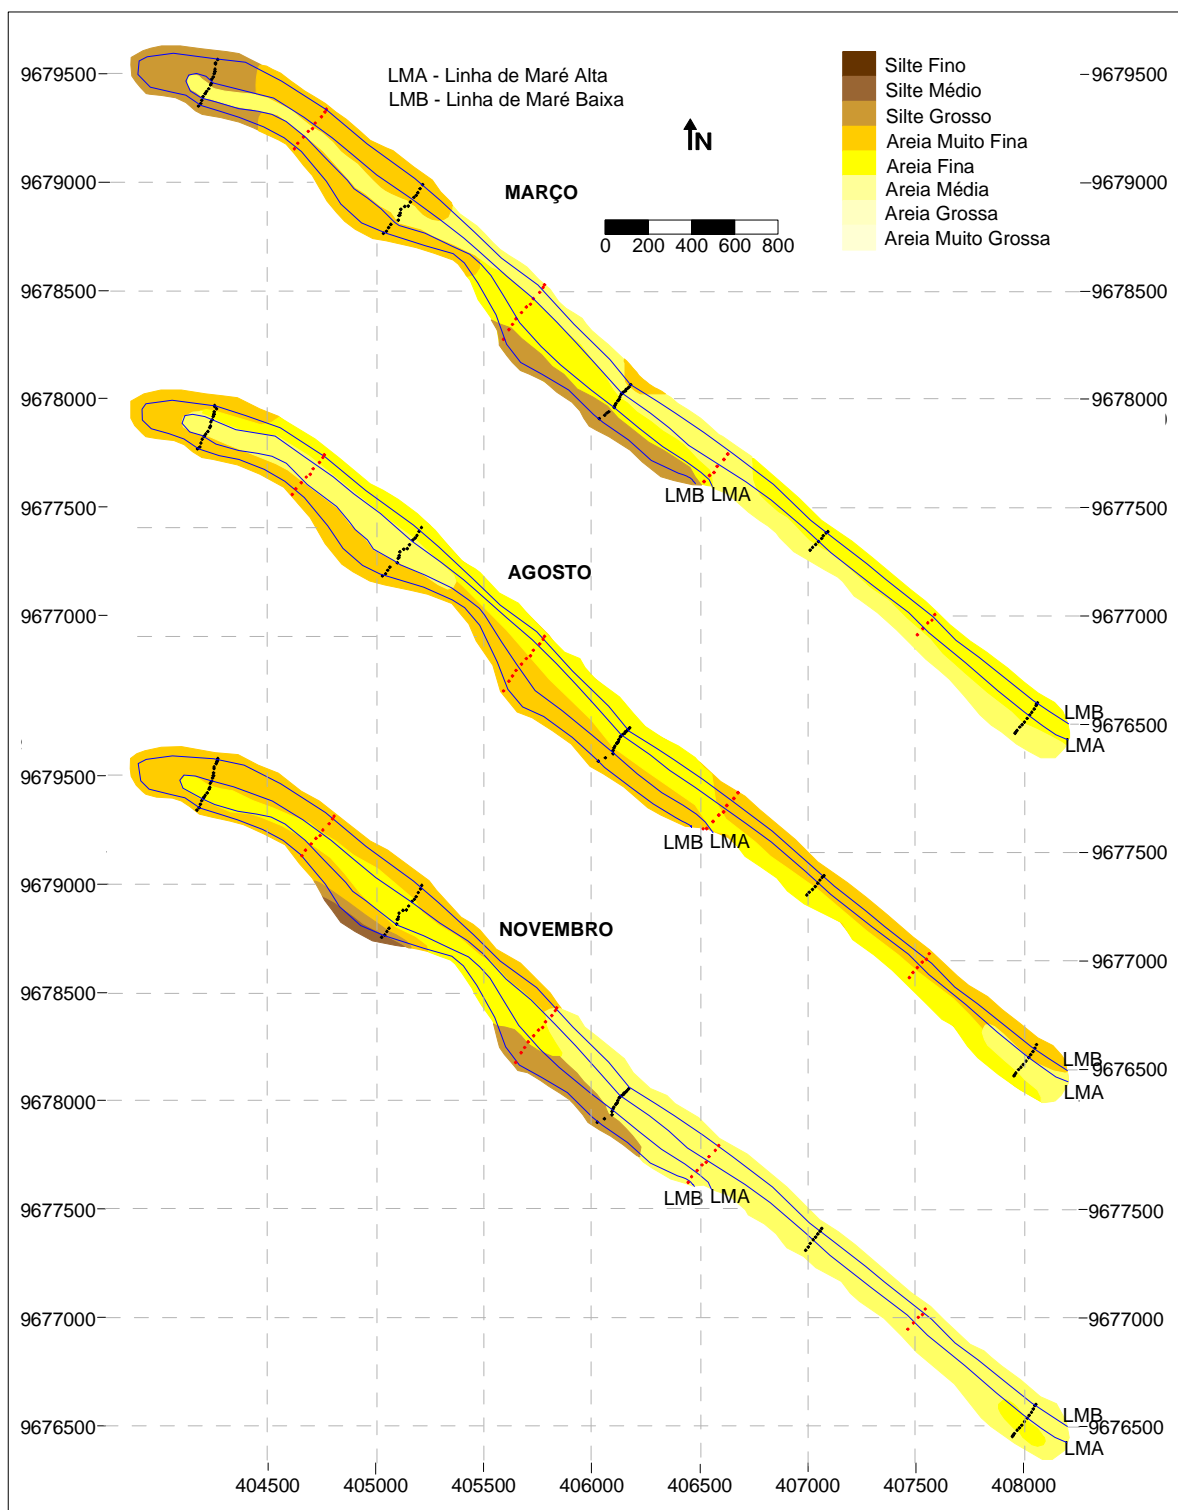 9679500
LMA - Linha de Maré Alta
LMB - Linha de Maré Baixa
N
Silte Fino
Silte Médio
Silte Grosso
Areia Muito Fina
Areia Fina
Areia Média
Areia Grossa
Areia Muito Grossa
9679500
9679000
MARÇO
9679000
0 200 400 600 800
9678500
9678500
9678000
9678000
LMB LMA
9677500
9677500
AGOSTO
9677000
9677000
LMB
9676500
9676500
LMA
9679500
LMB LMA
9677500
9679000
NOVEMBRO
9677000
9678500
LMB
9676500
LMA
9678000
LMB LMA
9677500
9677500
9677000
9677000
LMB
9676500
9676500
LMA
404500 405000 405500 406000 406500 407000 407500 408000